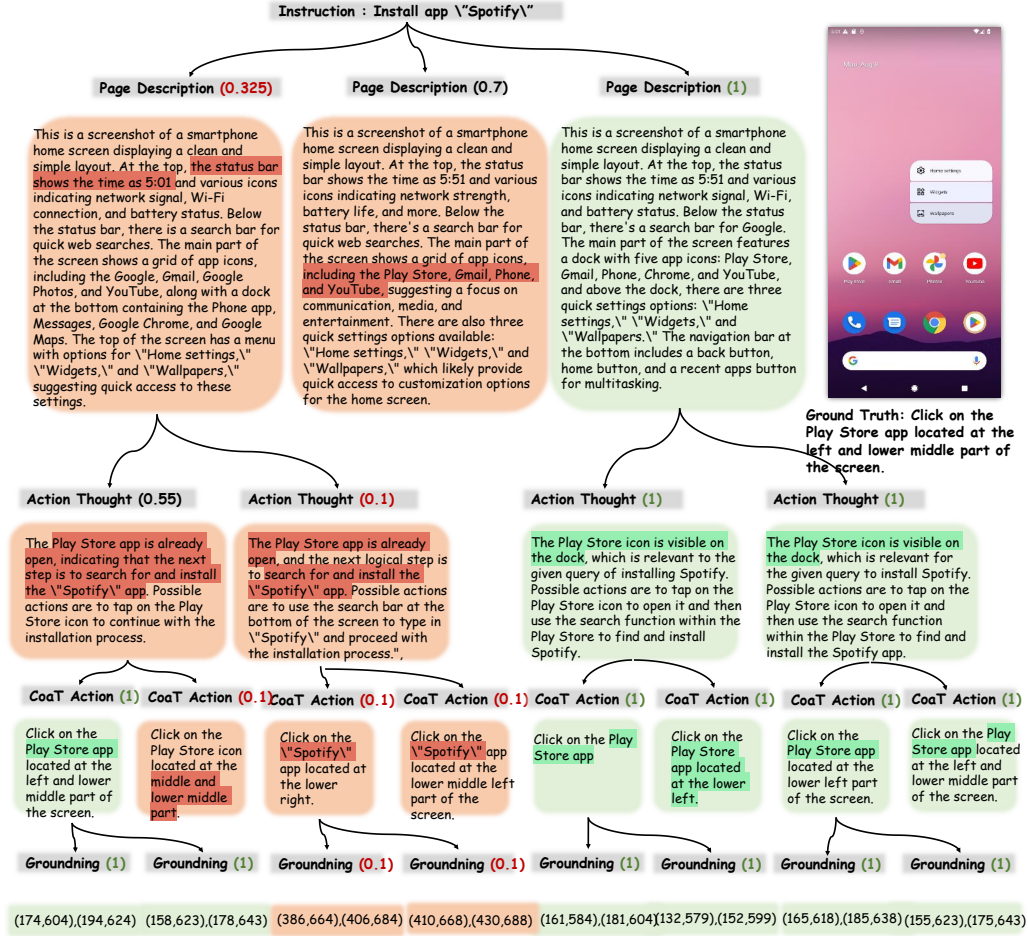 Instruction : Install app \"Spotify\"
Page Description (0.325)
Page Description (0.7)
Page Description (1)
This is a screenshot of a smartphone
home screen displaying a clean and
simple layout. At the top, the status bar
shows the time as 5:01 and various icons
indicating network signal, Wi-Fi
connection, and battery status. Below
the status bar, there is a search bar for
quick web searches. The main part of
the screen shows a grid of app icons,
including the Google, Gmail, Google
Photos, and YouTube, along with a dock
at the bottom containing the Phone app,
Messages, Google Chrome, and Google
Maps. The top of the screen has a menu
with options for \"Home settings,\"
\"Widgets,\" and \"Wallpapers,\"
suggesting quick access to these
settings.
This is a screenshot of a smartphone
home screen displaying a clean and
simple layout. At the top, the status
bar shows the time as 5:51 and various
icons indicating network strength,
battery life, and more. Below the
status bar, there's a search bar for
quick web searches. The main part of
the screen shows a grid of app icons,
including the Play Store, Gmail, Phone,
and YouTube, suggesting a focus on
communication, media, and
entertainment. There are also three
quick settings options available:
\"Home settings,\" \"Widgets,\" and
\"Wallpapers,\" which likely provide
quick access to customization options
for the home screen.
This is a screenshot of a smartphone
home screen displaying a clean and
simple layout. At the top, the status
bar shows the time as 5:51 and various
icons indicating network signal, Wi-Fi,
and battery status. Below the status
bar, there's a search bar for Google.
The main part of the screen features
a dock with five app icons: Play Store,
Gmail, Phone, Chrome, and YouTube,
and above the dock, there are three
quick settings options: \"Home
settings,\" \"Widgets,\" and
\"Wallpapers.\" The navigation bar at
the bottom includes a back button,
home button, and a recent apps button
for multitasking.
Home settings
Widgets
Wallpapers
Play Store
Gmail
Photos
YouTube
Ground Truth: Click on the
Play Store app located at the
left and lower middle part of
the screen.
Action Thought (0.55)
Action Thought (0.1)
Action Thought (1)
Action Thought (1)
The Play Store app is already
open, indicating that the next
step is to search for and install
the \"Spotify\" app. Possible
actions are to tap on the Play
Store icon to continue with the
installation process.
The Play Store app is already
open, and the next logical step is
to search for and install the
\"Spotify\" app. Possible actions
are to use the search bar at the
bottom of the screen to type in
\"Spotify\" and proceed with
the installation process.",
The Play Store icon is visible on
the dock, which is relevant to the
given query of installing Spotify.
Possible actions are to tap on the
Play Store icon to open it and then
use the search function within the
Play Store to find and install
Spotify.
The Play Store icon is visible on
the dock, which is relevant for
the given query to install Spotify.
Possible actions are to tap on the
Play Store icon to open it and
then use the search function
within the Play Store to find and
install the Spotify app.
CoaT Action (1)
CoaT Action (0.1)
CoaT Action (0.1)
CoaT Action (0.1)
CoaT Action (1)
CoaT Action (1)
CoaT Action (1)
CoaT Action (1)
Click on the
Play Store app
located at the
left and lower
middle part of
the screen.
Click on the
Play Store icon
located at the
middle and
lower middle
part.
Click on the
\"Spotify\"
app located at
the lower
right.
Click on the
\"Spotify\" app
located at the
lower middle left
part of the
screen.
Click on the Play
Store app
Click on the
Play Store
app located
at the lower
left.
Click on the
Play Store app
located at the
lower left part
of the screen.
Click on the Play
Store app located
at the left and
lower middle part
of the screen.
Groundning (1)
Groundning (1)
Groundning (0.1)
Groundning (0.1)
Groundning (1)
Groundning (1)
Groundning (1)
Groundning (1)
(174,604),(194,624)
(158,623),(178,643)
(386,664),(406,684)
(410,668),(430,688)
(161,584),(181,604)
(132,579),(152,599)
(165,618),(185,638)
(155,623),(175,643)